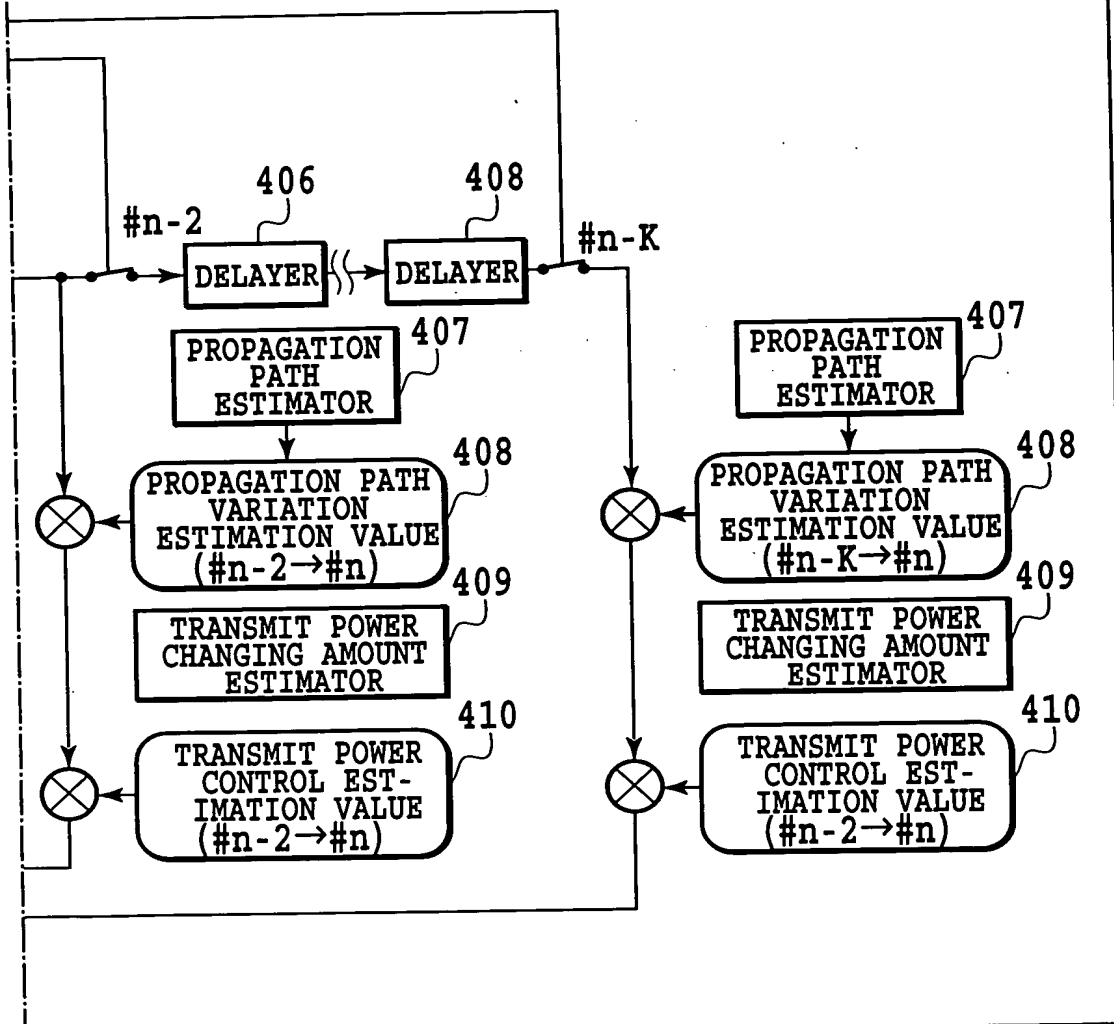 406
408
#n-2
#n-K
DELAYER
DELAYER
407
PROPAGATION
PATH
ESTIMATOR
407
PROPAGATION
PATH
ESTIMATOR
408
PROPAGATION PATH
VARIATION
ESTIMATION VALUE
(#n-2→#n)
408
PROPAGATION PATH
VARIATION
ESTIMATION VALUE
(#n-K→#n)
409
TRANSMIT POWER
CHANGING AMOUNT
ESTIMATOR
409
TRANSMIT POWER
CHANGING AMOUNT
ESTIMATOR
410
TRANSMIT POWER
CONTROL EST-
IMATION VALUE
(#n-2→#n)
410
TRANSMIT POWER
CONTROL EST-
IMATION VALUE
(#n-2→#n)